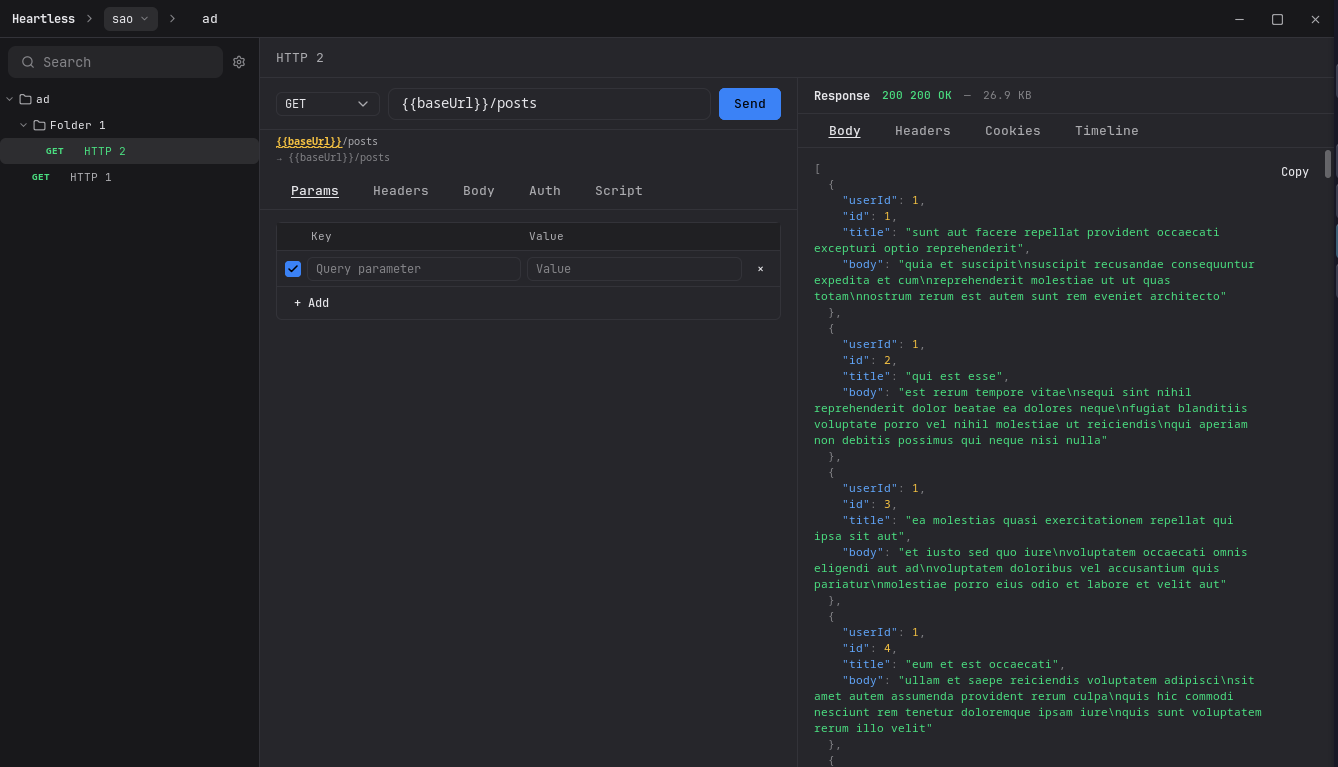 Heartless
sao
ad
Search
ad
Folder 1
GET HTTP 2
GET HTTP 1
HTTP 2
GET
{{baseUrl}}/posts
Send
{{baseUrl}}/posts
→ {{baseUrl}}/posts
Params Headers Body Auth Script
Key Value
Query parameter Value ×
+ Add
Response 200 200 OK — 26.9 KB
Body Headers Cookies Timeline
Copy
[
{
"userId": 1,
"id": 1,
"title": "sunt aut facere repellat provident occaecati
excepturi optio reprehenderit",
"body": "quia et suscipit\nsuscipit recusandae consequuntur
expedita et cum\nreprehenderit molestiae ut ut quas
totam\nnostrum rerum est autem sunt rem eveniet architecto"
},
{
"userId": 1,
"id": 2,
"title": "qui est esse",
"body": "est rerum tempore vitae\nsequi sint nihil
reprehenderit dolor beatae ea dolores neque\nfugiat blanditiis
voluptate porro vel nihil molestiae ut reiciendis\nqui aperiam
non debitis possimus qui neque nisi nulla"
},
{
"userId": 1,
"id": 3,
"title": "ea molestias quasi exercitationem repellat qui
ipsa sit aut",
"body": "et iusto sed quo iure\nvoluptatem occaecati omnis
eligendi aut ad\nvoluptatem doloribus vel accusantium quis
pariatur\nmolestiae porro eius odio et labore et velit aut"
},
{
"userId": 1,
"id": 4,
"title": "eum et est occaecati",
"body": "ullam et saepe reiciendis voluptatem adipisci\nsit
amet autem assumenda provident rerum culpa\nquis hic commodi
nesciunt rem tenetur doloremque ipsam iure\nquis sunt voluptatem
rerum illo velit"
},
{